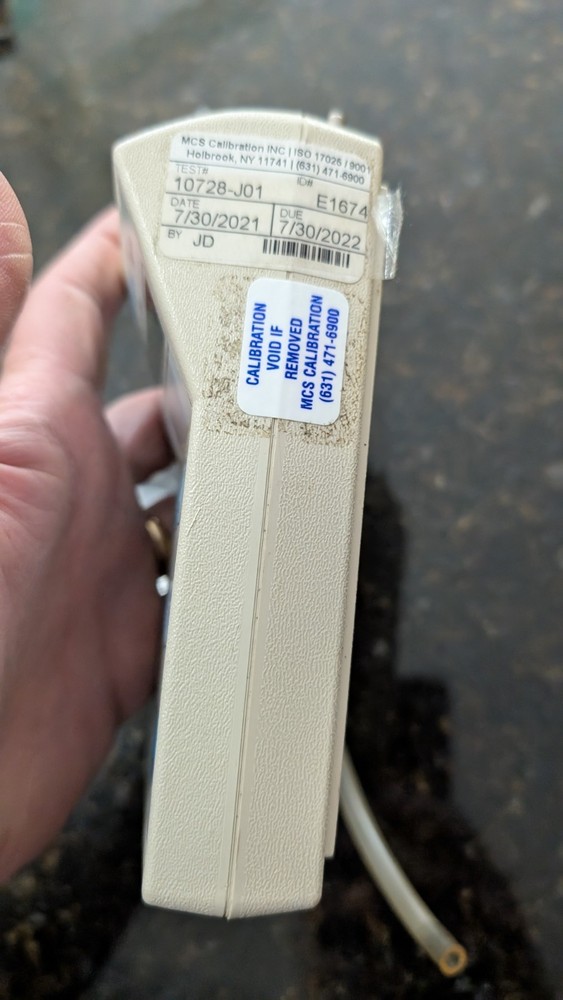 MCS Calibration INC | ISO 17025 / 9001
Holbrook, NY 11741 | (631) 471-6900
TEST# ID#
10728-J01 E1674
DATE DUE
7/30/2021 7/30/2022
BY JD
CALIBRATION
VOID IF
REMOVED
MCS CALIBRATION
(631) 471-6900